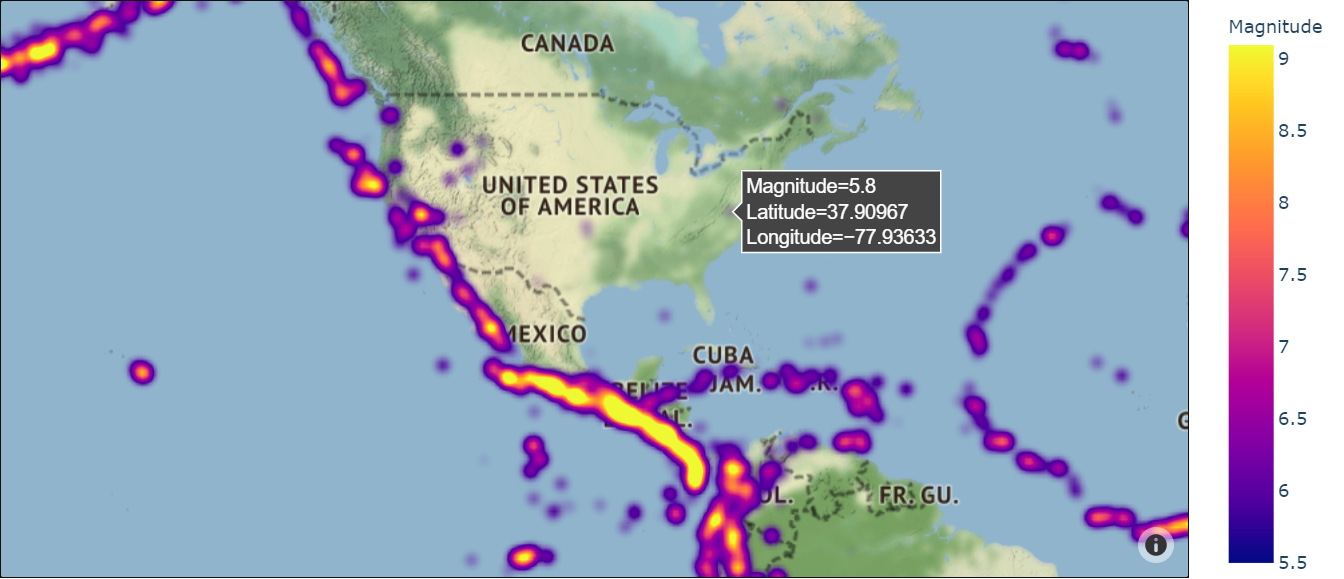 Magnitude
CANADA
9
8.5
UNITED STATES
OF AMERICA
Magnitude=5.8
Latitude=37.90967
Longitude=−77.93633
8
7.5
MEXICO
7
CUBA
BELIZE
JAM.
.R.
6.5
L.
G
6
OL.
FR. GU.
i
5.5